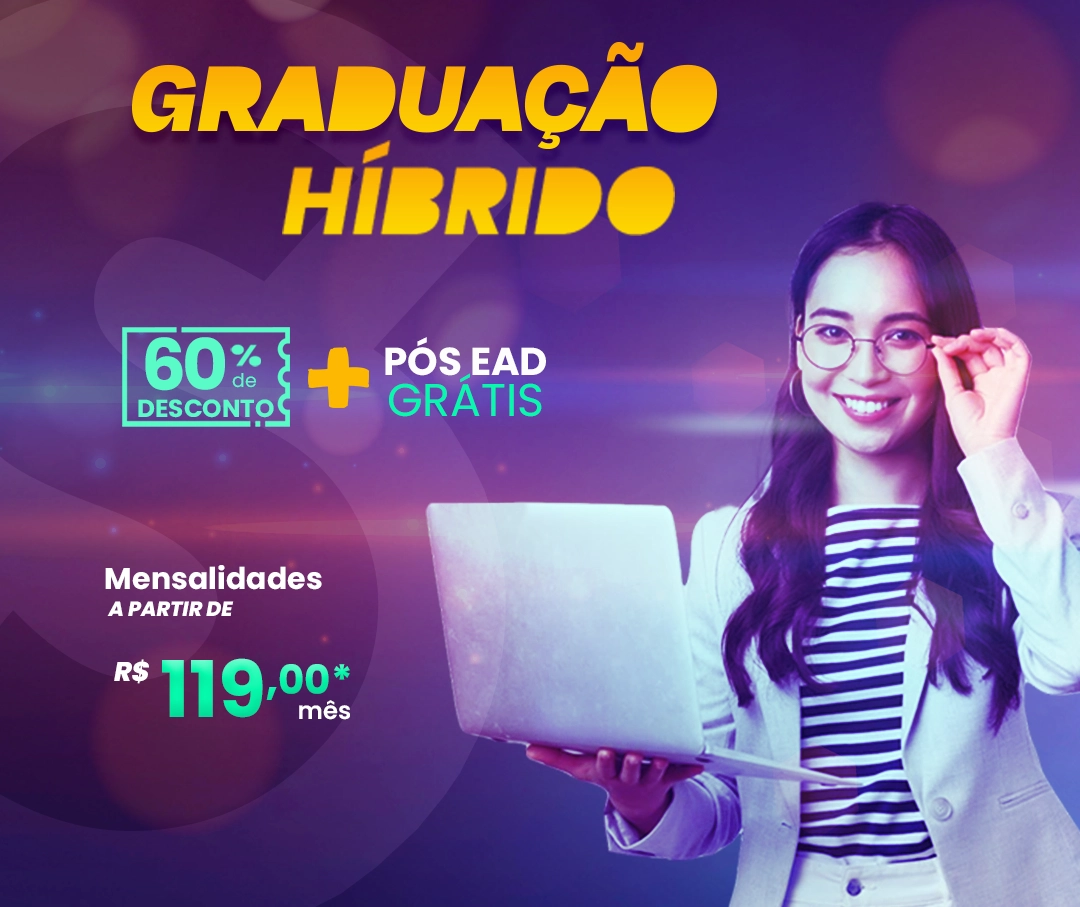 GRADUAÇÃO
HÍBRIDO
60%
de
DESCONTO
PÓS EAD
GRÁTIS
Mensalidades
A PARTIR DE
R$ 119,00*
mês